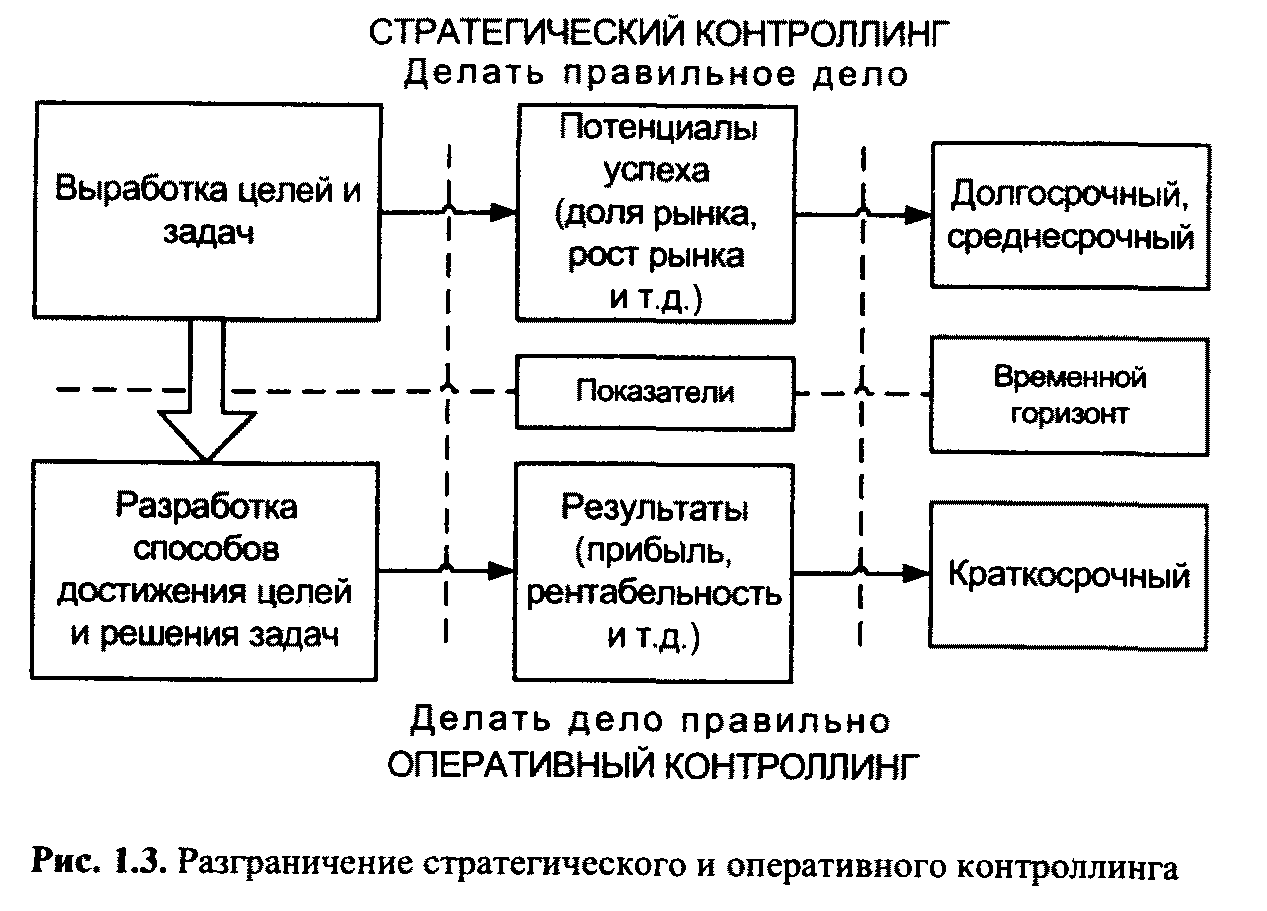 СТРАТЕГИЧЕСКИЙ КОНТРОЛЛИНГ
Делать правильное дело
Выработка целей и
задач
Потенциалы
успеха
(доля рынка,
рост рынка
и т.д.)
Долгосрочный,
среднесрочный
Показатели
Временной
горизонт
Разработка
способов
достижения целей
и решения задач
Результаты
(прибыль,
рентабельность
и т.д.)
Краткосрочный
Делать дело правильно
ОПЕРАТИВНЫЙ КОНТРОЛЛИНГ
Рис. 1.3. Разграничение стратегического и оперативного контроллинга